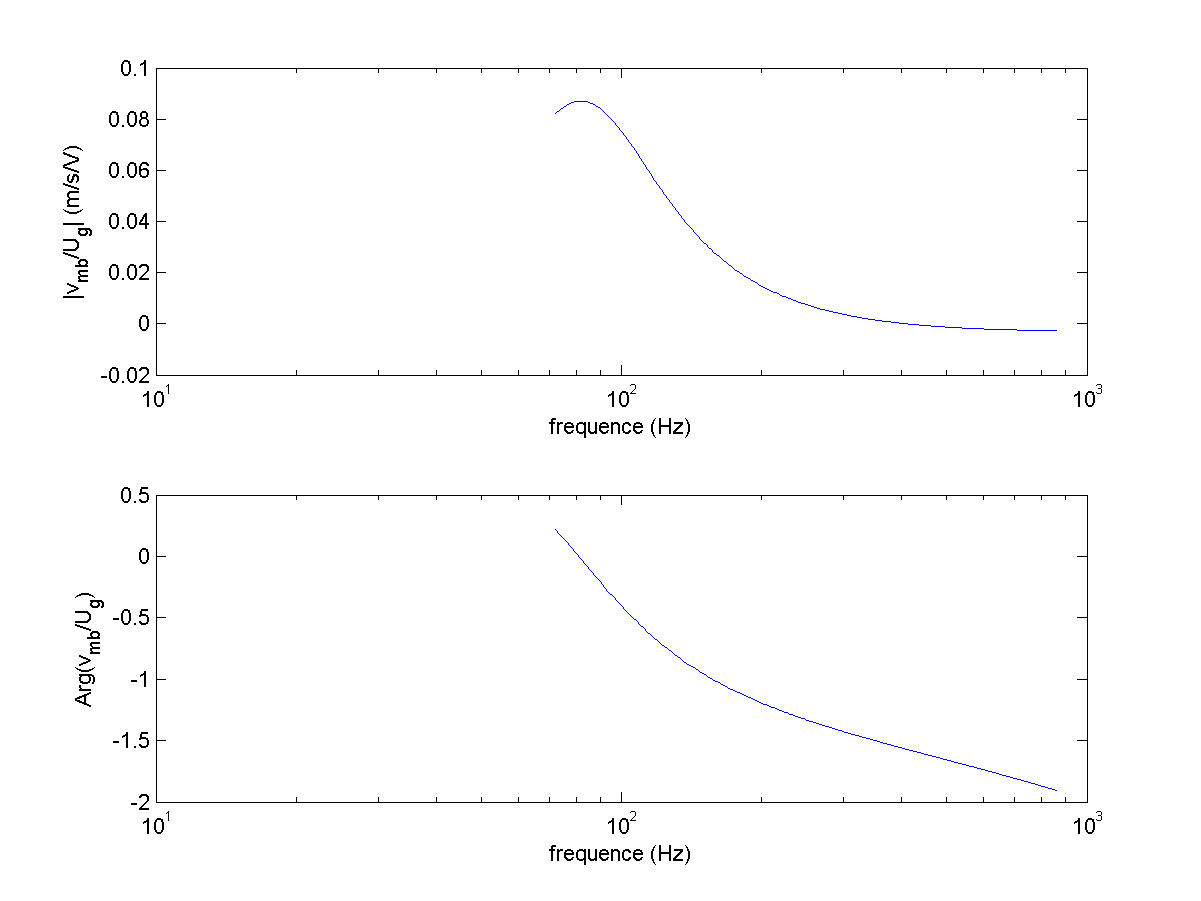 0.1
0.08
0.06
0.04
0.02
0
-0.02
|v_mb/U_g| (m/s/V)
10^1 10^2 10^3
frequence (Hz)
0.5
0
-0.5
-1
-1.5
-2
Arg(v_mb/U_g)
10^1 10^2 10^3
frequence (Hz)